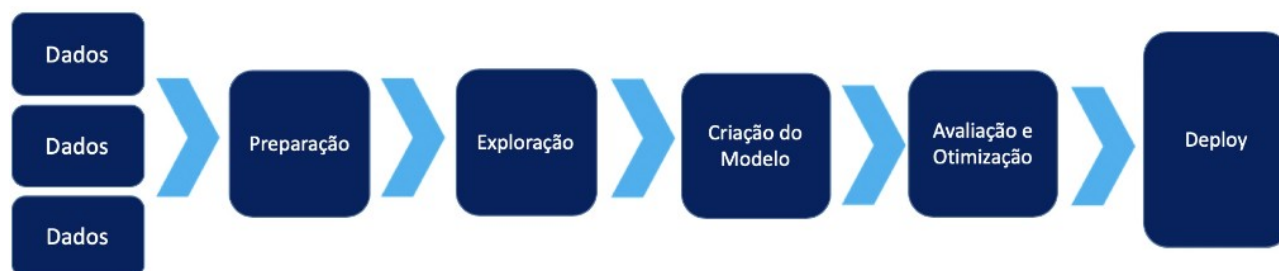 Dados
Dados
Dados
Preparação
Exploração
Criação do
Modelo
Avaliação e
Otimização
Deploy